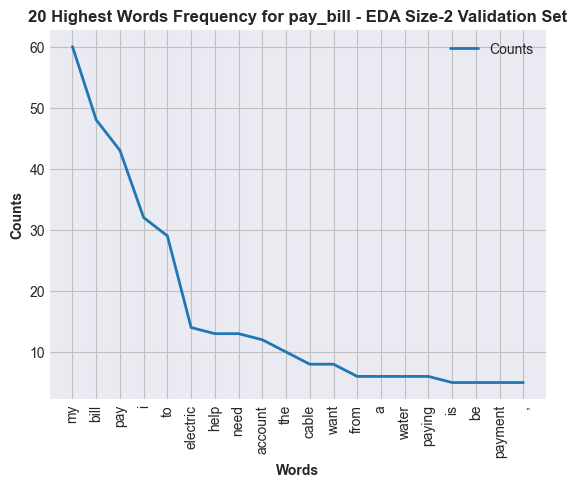 20 Highest Words Frequency for pay_bill - EDA Size-2 Validation Set
Counts
60
50
40
30
20
10
Counts
my
bill
pay
i
to
electric
help
need
account
the
cable
want
from
a
water
paying
is
be
payment
,
Words